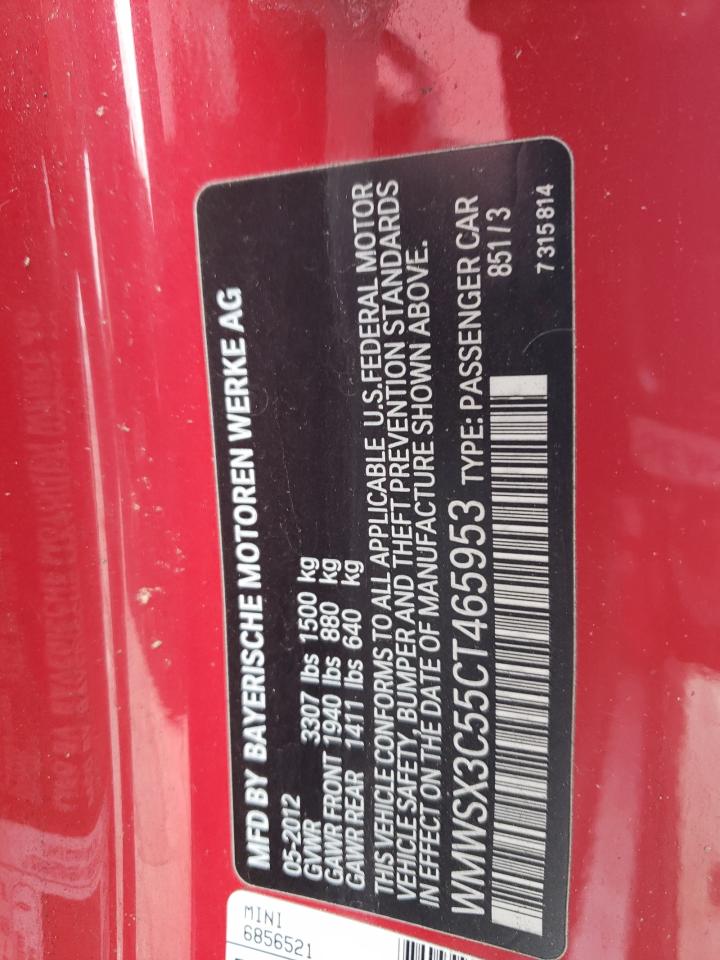 MFD BY BAYERISCHE MOTOREN WERKE AG
05-2012
GVWR 3307 lbs 1500 kg
GAWR FRONT 1940 lbs 880 kg
GAWR REAR 1411 lbs 640 kg
THIS VEHICLE CONFORMS TO ALL APPLICABLE U.S.FEDERAL MOTOR
VEHICLE SAFETY, BUMPER AND THEFT PREVENTION STANDARDS
IN EFFECT ON THE DATE OF MANUFACTURE SHOWN ABOVE.
WMWSX3C55CT465953 TYPE: PASSENGER CAR
851 / 3
7 315 814
MINI
6856521